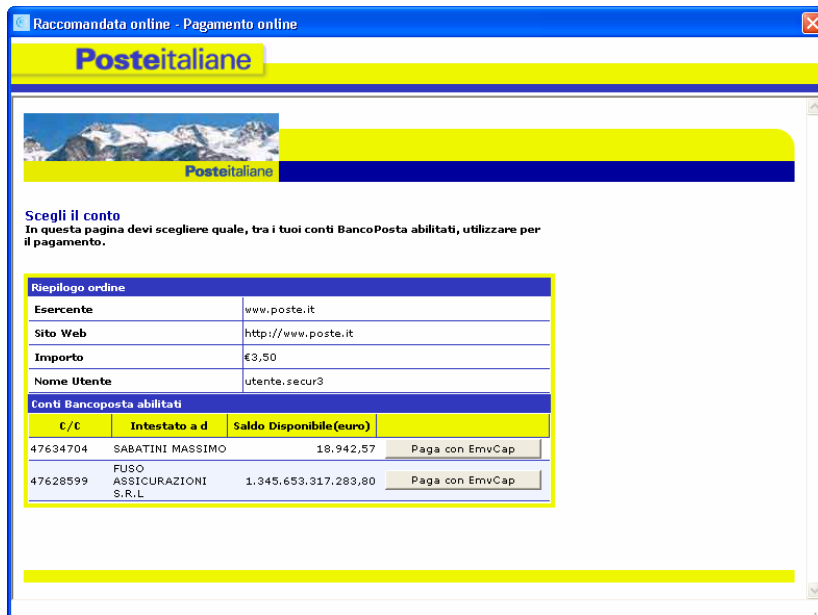 Raccomandata online - Pagamento online
Posteitaliane
Posteitaliane
Scegli il conto
In questa pagina devi scegliere quale, tra i tuoi conti BancoPosta abilitati, utilizzare per
il pagamento.
Riepilogo ordine
Esercente www.poste.it
Sito Web http://www.poste.it
Importo €3,50
Nome Utente utente.secur3
Conti Bancoposta abilitati
C/C Intestato a d Saldo Disponibile(euro)
47634704 SABATINI MASSIMO 18.942,57 Paga con EmvCap
47628599 FUSO ASSICURAZIONI S.R.L 1.345.653.317.283,80 Paga con EmvCap